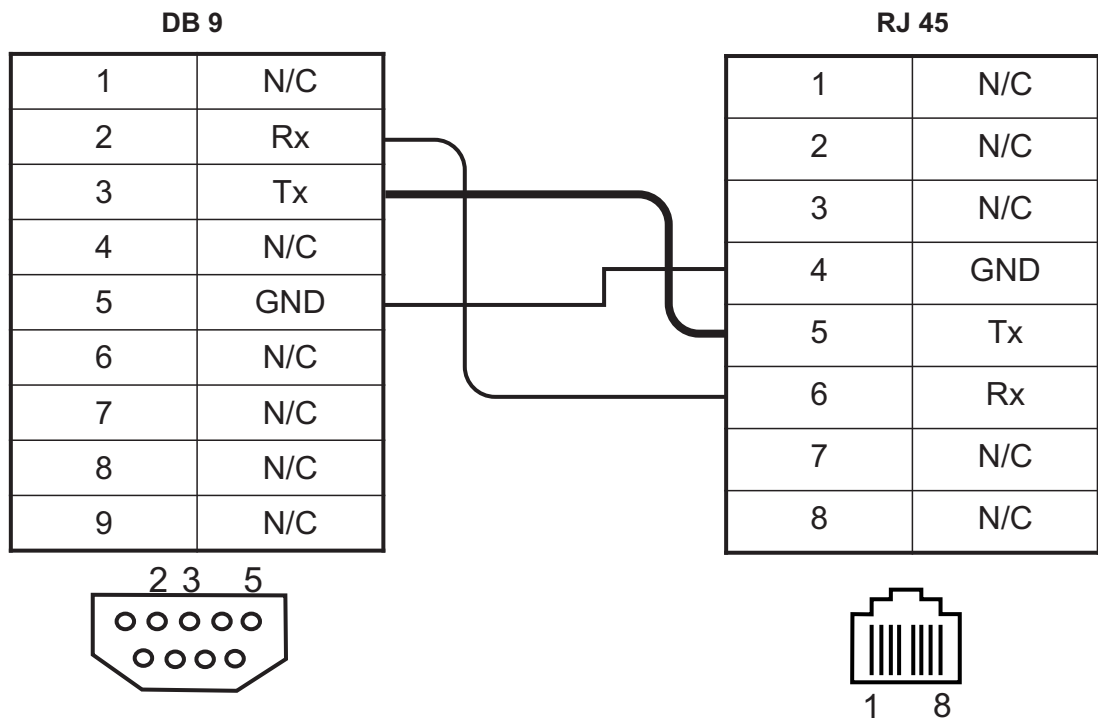 DB 9
1 N/C
2 Rx
3 Tx
4 N/C
5 GND
6 N/C
7 N/C
8 N/C
9 N/C
2 3 5
RJ 45
1 N/C
2 N/C
3 N/C
4 GND
5 Tx
6 Rx
7 N/C
8 N/C
1 8